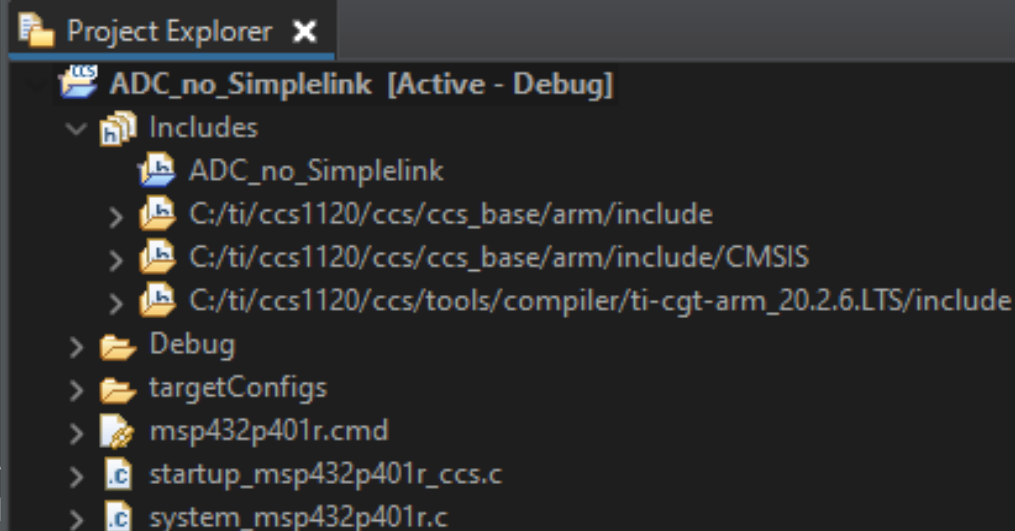 Project Explorer
ADC_no_Simplelink [Active - Debug]
Includes
ADC_no_Simplelink
C:/ti/ccs1120/ccs/ccs_base/arm/include
C:/ti/ccs1120/ccs/ccs_base/arm/include/CMSIS
C:/ti/ccs1120/ccs/tools/compiler/ti-cgt-arm_20.2.6.LTS/include
Debug
targetConfigs
msp432p401r.cmd
startup_msp432p401r_ccs.c
system_msp432p401r.c